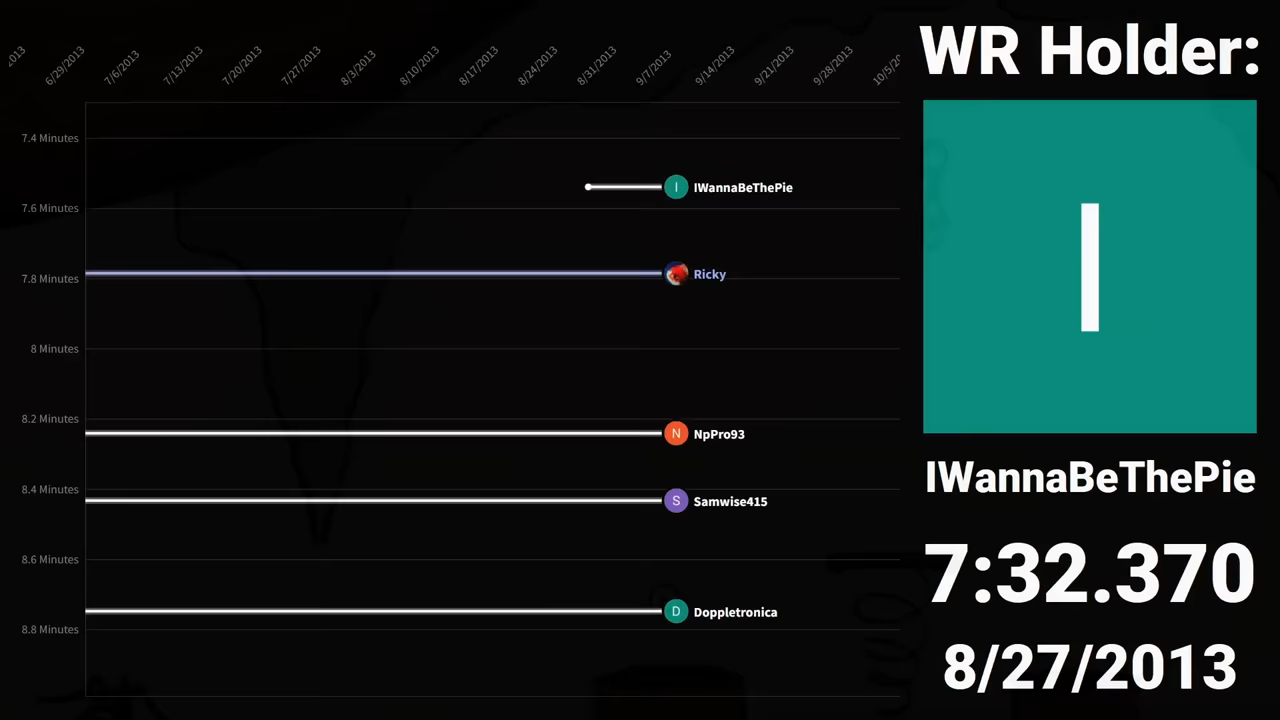 2013
6/29/2013
7/6/2013
7/13/2013
7/20/2013
7/27/2013
8/3/2013
8/10/2013
8/17/2013
8/24/2013
8/31/2013
9/7/2013
9/14/2013
9/21/2013
9/28/2013
10/5/20
7.4 Minutes
7.6 Minutes
7.8 Minutes
8 Minutes
8.2 Minutes
8.4 Minutes
8.6 Minutes
8.8 Minutes
I IWannaBeThePie
Ricky
N NpPro93
S Samwise415
D Doppletronica
WR Holder:
I
IWannaBeThePie
7:32.370
8/27/2013